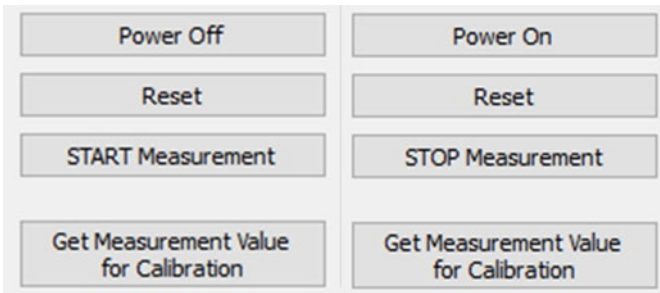 Power Off
Reset
START Measurement
Get Measurement Value
for Calibration
Power On
Reset
STOP Measurement
Get Measurement Value
for Calibration